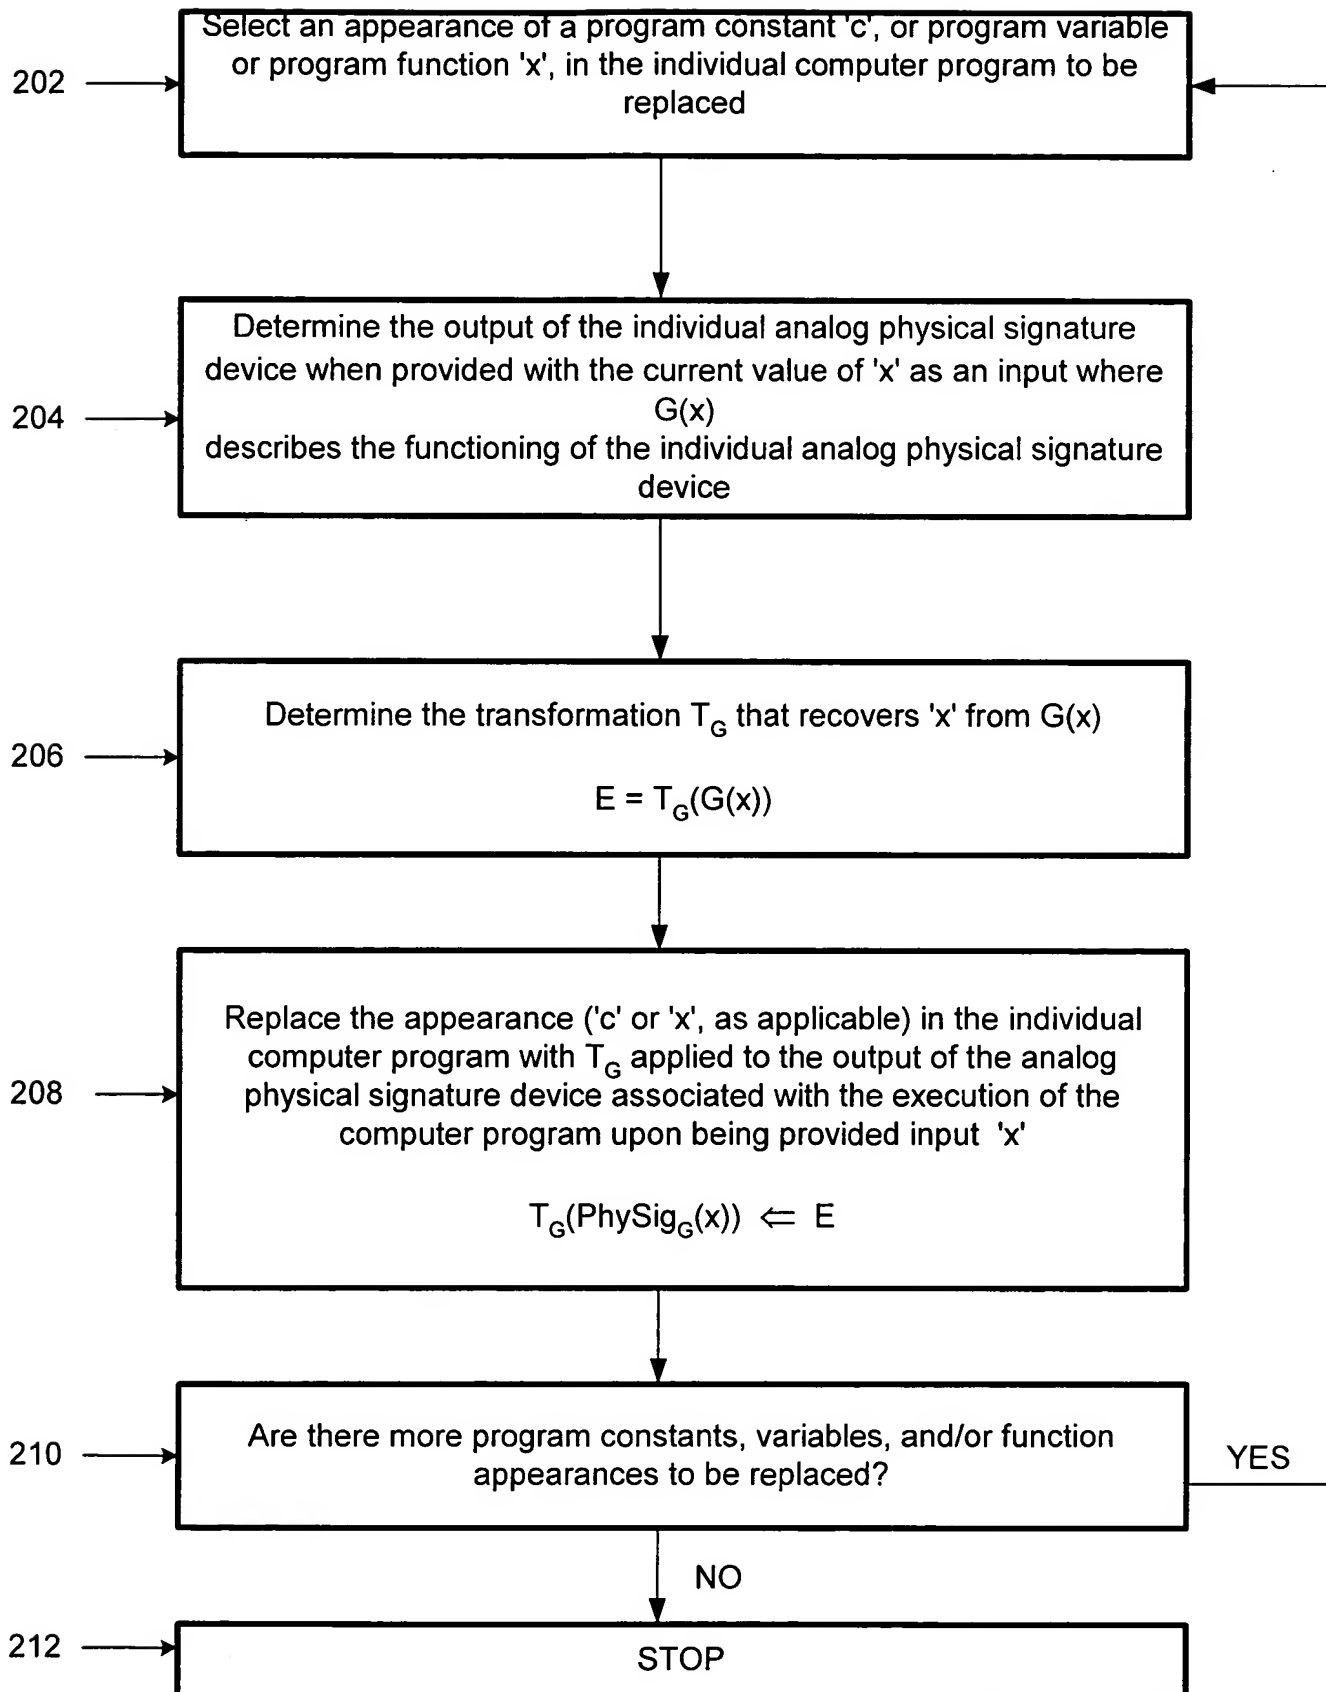 Select an appearance of a program constant 'c', or program variable
202
or program function 'x', in the individual computer program to be
replaced
Determine the output of the individual analog physical signature
device when provided with the current value of 'x' as an input where
G(x)
204
describes the functioning of the individual analog physical signature
device
Determine the transformation T_G that recovers 'x' from G(x)
206
E = T_G(G(x))
Replace the appearance ('c' or 'x', as applicable) in the individual
computer program with T_G applied to the output of the analog
208
physical signature device associated with the execution of the
computer program upon being provided input 'x'
T_G(PhySig_G(x)) ⇐ E
210
Are there more program constants, variables, and/or function
appearances to be replaced?
YES
NO
212
STOP